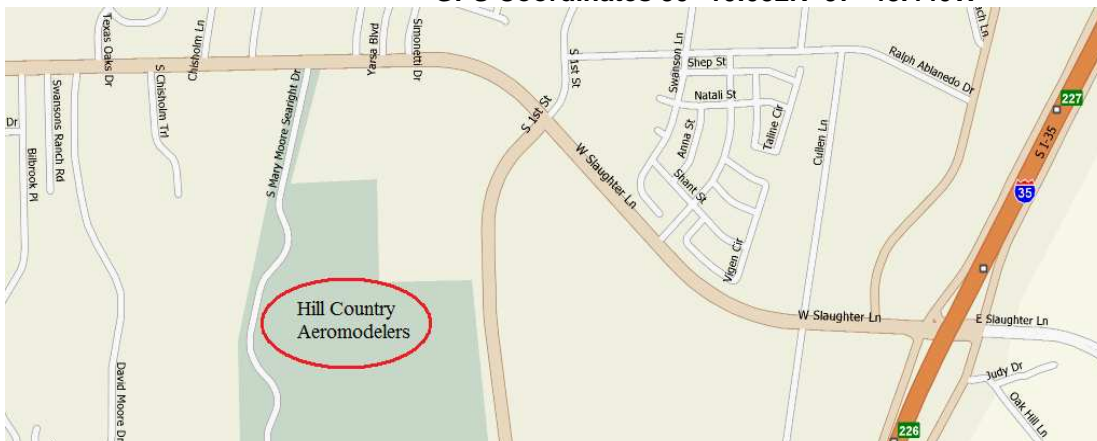 Texas Oaks Dr
Chisholm Ln
Yarsa Blvd
Simonetti Dr
S 1st St
Swanson Ln
Shep St
Ralph Ablanedo Dr
227
Dr
Swansons Ranch Rd
S Chisholm Trl
S Mary Moore Searight Dr
S 1st St
Natali St
Anna St
Taline Cir
Cullen Ln
S I-35
Bilbrook Pl
W Slaughter Ln
Shant St
35
Vigen Cir
Hill Country
Aeromodelers
W Slaughter Ln
E Slaughter Ln
David Moore Dr
Judy Dr
Oak Hill Ln
226